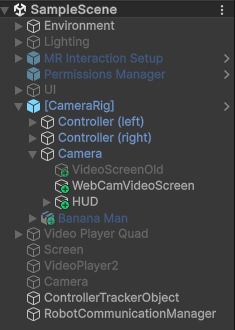 SampleScene
Environment
Lighting
MR Interaction Setup
Permissions Manager
UI
[CameraRig]
Controller (left)
Controller (right)
Camera
VideoScreenOld
WebCamVideoScreen
HUD
Banana Man
Video Player Quad
Screen
VideoPlayer2
Camera
ControllerTrackerObject
RobotCommunicationManager